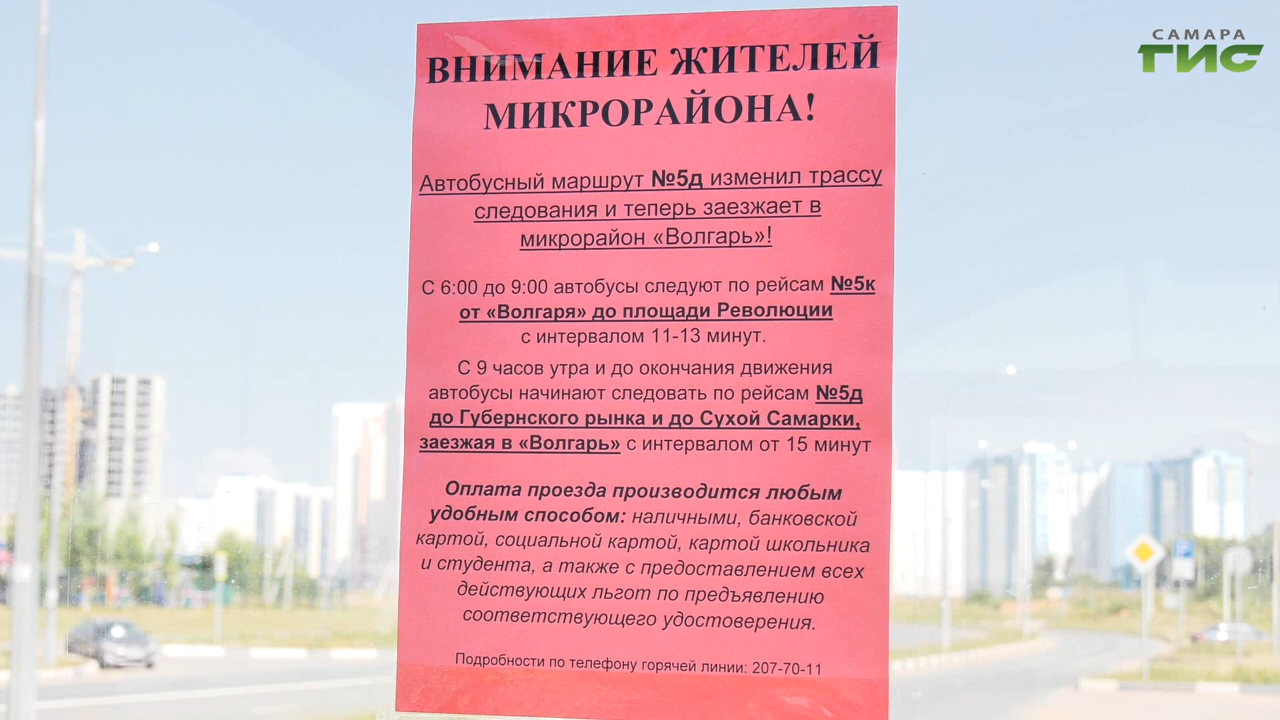 САМАРА
ГИС
ВНИМАНИЕ ЖИТЕЛЕЙ
МИКРОРАЙОНА!
Автобусный маршрут №5д изменил трассу
следования и теперь заезжает в
микрорайон «Волгарь»!
С 6:00 до 9:00 автобусы следуют по рейсам №5к
от «Волгаря» до площади Революции
с интервалом 11-13 минут.
С 9 часов утра и до окончания движения
автобусы начинают следовать по рейсам №5д
до Губернского рынка и до Сухой Самарки,
заезжая в «Волгарь» с интервалом от 15 минут
Оплата проезда производится любым
удобным способом: наличными, банковской
картой, социальной картой, картой школьника
и студента, а также с предоставлением всех
действующих льгот по предъявлению
соответствующего удостоверения.
Подробности по телефону горячей линии: 207-70-11